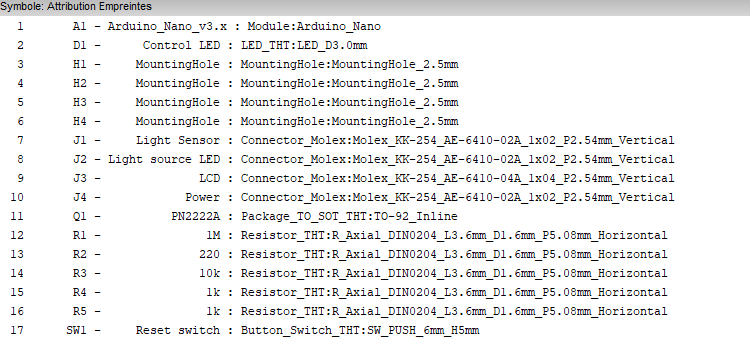 Symbole: Attribution Empreintes
1 A1 - Arduino_Nano_v3.x : Module:Arduino_Nano
2 D1 - Control LED : LED_THT:LED_D3.0mm
3 H1 - MountingHole : MountingHole:MountingHole_2.5mm
4 H2 - MountingHole : MountingHole:MountingHole_2.5mm
5 H3 - MountingHole : MountingHole:MountingHole_2.5mm
6 H4 - MountingHole : MountingHole:MountingHole_2.5mm
7 J1 - Light Sensor : Connector_Molex:Molex_KK-254_AE-6410-02A_1x02_P2.54mm_Vertical
8 J2 - Light source LED : Connector_Molex:Molex_KK-254_AE-6410-02A_1x02_P2.54mm_Vertical
9 J3 - LCD : Connector_Molex:Molex_KK-254_AE-6410-04A_1x04_P2.54mm_Vertical
10 J4 - Power : Connector_Molex:Molex_KK-254_AE-6410-02A_1x02_P2.54mm_Vertical
11 Q1 - PN2222A : Package_TO_SOT_THT:TO-92_Inline
12 R1 - 1M : Resistor_THT:R_Axial_DIN0204_L3.6mm_D1.6mm_P5.08mm_Horizontal
13 R2 - 220 : Resistor_THT:R_Axial_DIN0204_L3.6mm_D1.6mm_P5.08mm_Horizontal
14 R3 - 10k : Resistor_THT:R_Axial_DIN0204_L3.6mm_D1.6mm_P5.08mm_Horizontal
15 R4 - 1k : Resistor_THT:R_Axial_DIN0204_L3.6mm_D1.6mm_P5.08mm_Horizontal
16 R5 - 1k : Resistor_THT:R_Axial_DIN0204_L3.6mm_D1.6mm_P5.08mm_Horizontal
17 SW1 - Reset switch : Button_Switch_THT:SW_PUSH_6mm_H5mm